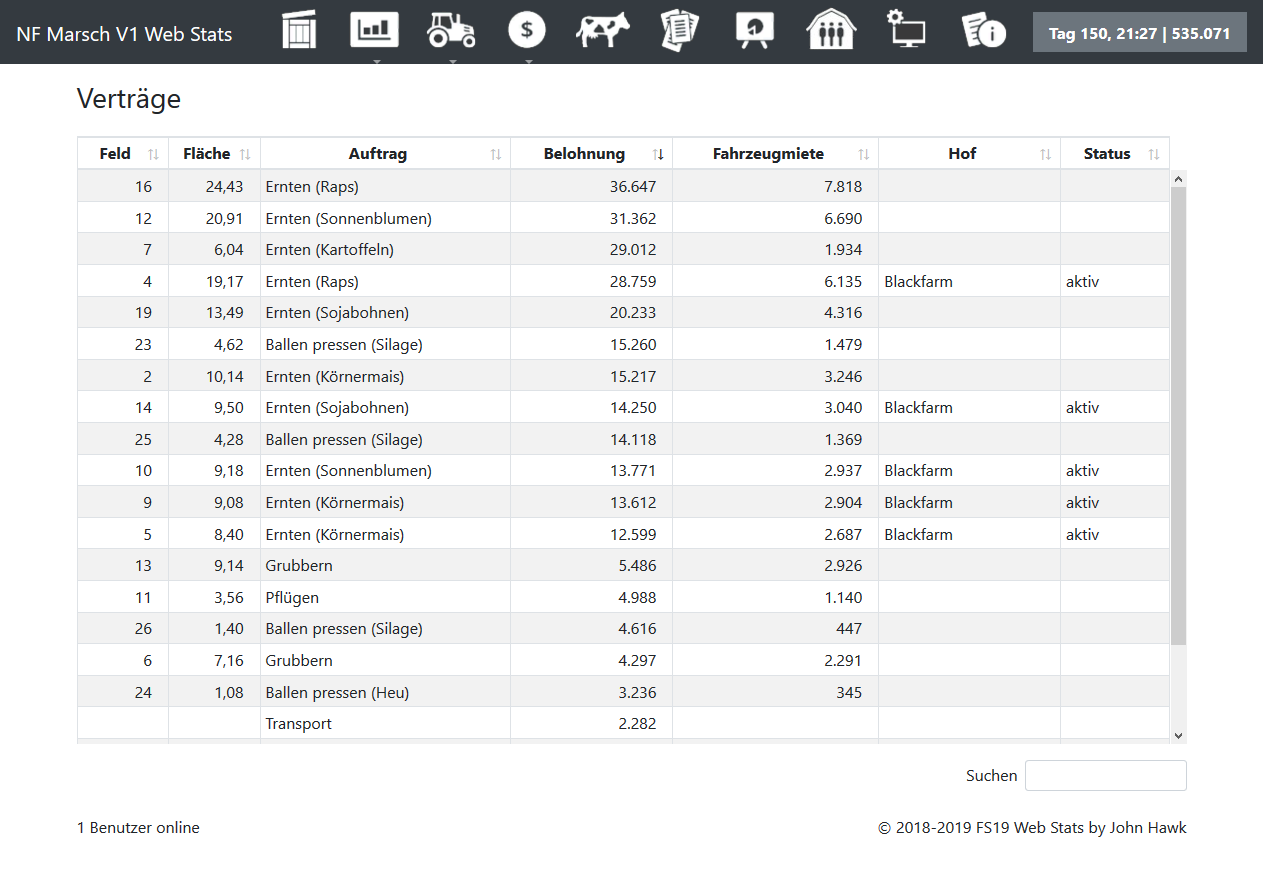 NF Marsch V1 Web Stats
$
i
Tag 150, 21:27 | 535.071
Verträge
Feld Fläche Auftrag Belohnung Fahrzeugmiete Hof Status
16 24,43 Ernten (Raps) 36.647 7.818
12 20,91 Ernten (Sonnenblumen) 31.362 6.690
7 6,04 Ernten (Kartoffeln) 29.012 1.934
4 19,17 Ernten (Raps) 28.759 6.135 Blackfarm aktiv
19 13,49 Ernten (Sojabohnen) 20.233 4.316
23 4,62 Ballen pressen (Silage) 15.260 1.479
2 10,14 Ernten (Körnermais) 15.217 3.246
14 9,50 Ernten (Sojabohnen) 14.250 3.040 Blackfarm aktiv
25 4,28 Ballen pressen (Silage) 14.118 1.369
10 9,18 Ernten (Sonnenblumen) 13.771 2.937 Blackfarm aktiv
9 9,08 Ernten (Körnermais) 13.612 2.904 Blackfarm aktiv
5 8,40 Ernten (Körnermais) 12.599 2.687 Blackfarm aktiv
13 9,14 Grubbern 5.486 2.926
11 3,56 Pflügen 4.988 1.140
26 1,40 Ballen pressen (Silage) 4.616 447
6 7,16 Grubbern 4.297 2.291
24 1,08 Ballen pressen (Heu) 3.236 345
Transport 2.282
Suchen
1 Benutzer online
© 2018-2019 FS19 Web Stats by John Hawk